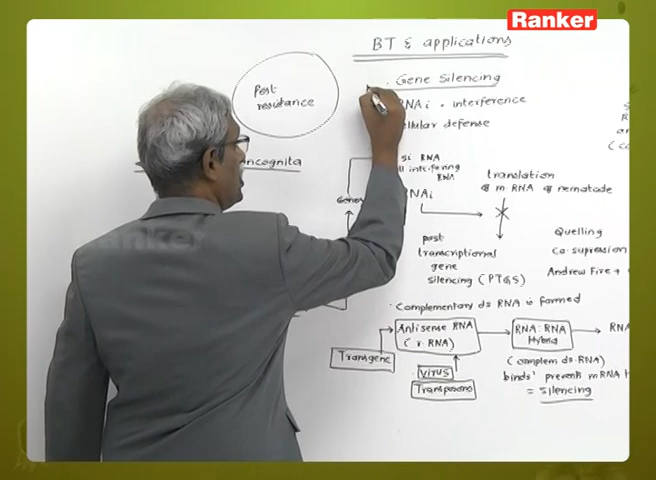 Ranker
BT & applications
Pest
resistance
Gene Silencing
RNAi . interference
cellular defense
incognita
si RNA
interfering
RNA
translation
of m RNA of nematode
Genes
RNAi
Quelling
co-supression
Andrew Fire +
post
transcriptional
gene
silencing (PTGS)
Ranker
Complementary ds RNA is formed
Antisense RNA
(r. RNA)
RNA: RNA
Hybrid
RNA
Transgene
Virus
Transposons
(complem ds.RNA)
binds' prevents mRNA
= silencing